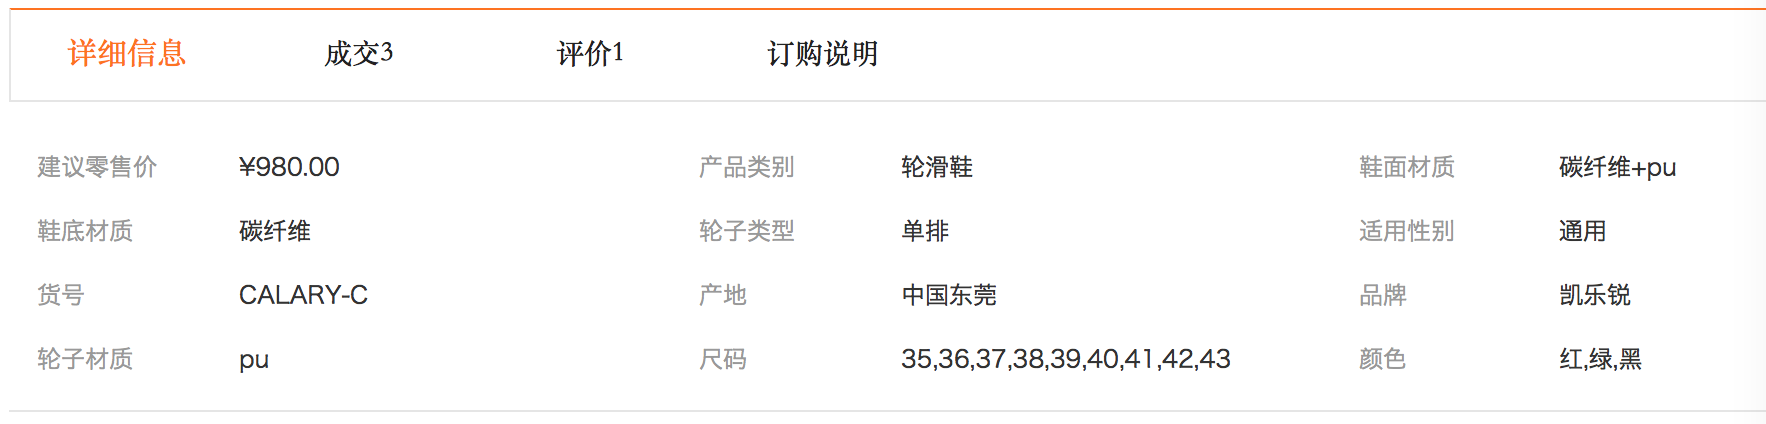 详细信息 成交3 评价1 订购说明
建议零售价 ¥980.00 产品类别 轮滑鞋 鞋面材质 碳纤维+pu
鞋底材质 碳纤维 轮子类型 单排 适用性别 通用
货号 CALARY-C 产地 中国东莞 品牌 凯乐锐
轮子材质 pu 尺码 35,36,37,38,39,40,41,42,43 颜色 红,绿,黑